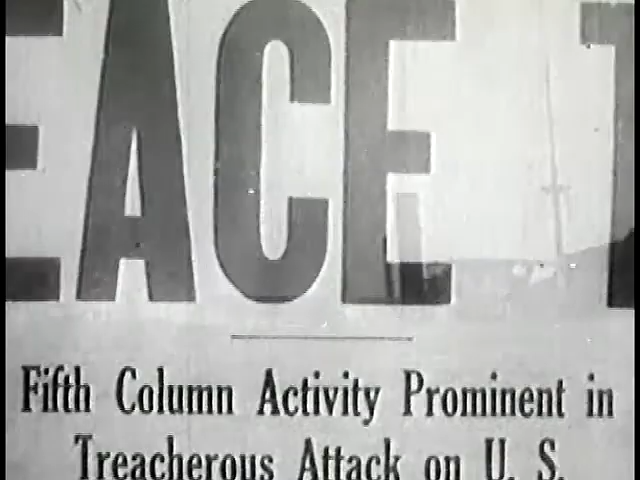 EACE T
Fifth Column Activity Prominent in
Treacherous Attack on U. S.